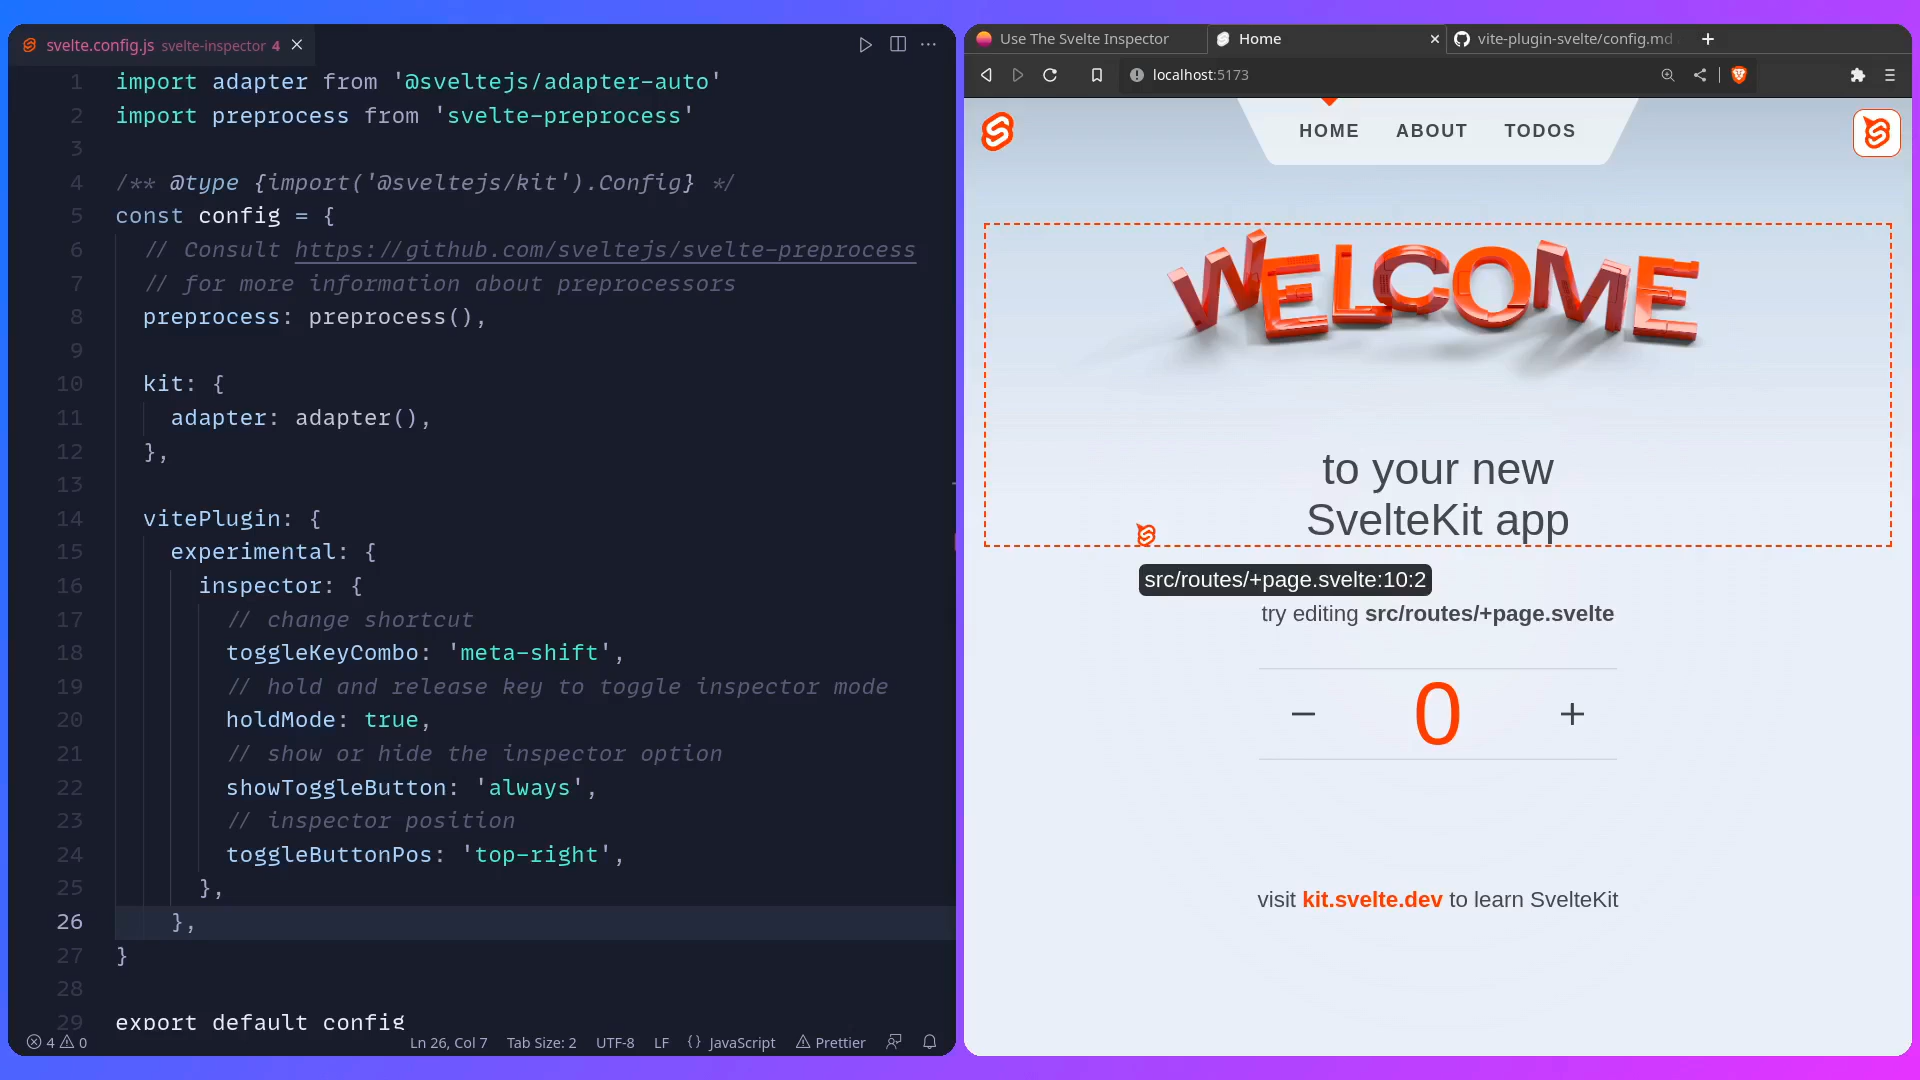 svelte.config.js svelte-inspector 4
1 import adapter from '@sveltejs/adapter-auto'
2 import preprocess from 'svelte-preprocess'
3
4 /** @type {import('@sveltejs/kit').Config} */
5 const config = {
6 // Consult https://github.com/sveltejs/svelte-preprocess
7 // for more information about preprocessors
8 preprocess: preprocess(),
9
10 kit: {
11 adapter: adapter(),
12 },
13
14 vitePlugin: {
15 experimental: {
16 inspector: {
17 // change shortcut
18 toggleKeyCombo: 'meta-shift',
19 // hold and release key to toggle inspector mode
20 holdMode: true,
21 // show or hide the inspector option
22 showToggleButton: 'always',
23 // inspector position
24 toggleButtonPos: 'top-right',
25 },
26 },
27 }
28
29 export default config
4 0 Ln 26, Col 7 Tab Size: 2 UTF-8 LF {} JavaScript Prettier
Use The Svelte Inspector Home vite-plugin-svelte/config.md
localhost:5173
HOME ABOUT TODOS
WELCOME
to your new
SvelteKit app
src/routes/+page.svelte:10:2
try editing src/routes/+page.svelte
− 0 +
visit kit.svelte.dev to learn SvelteKit